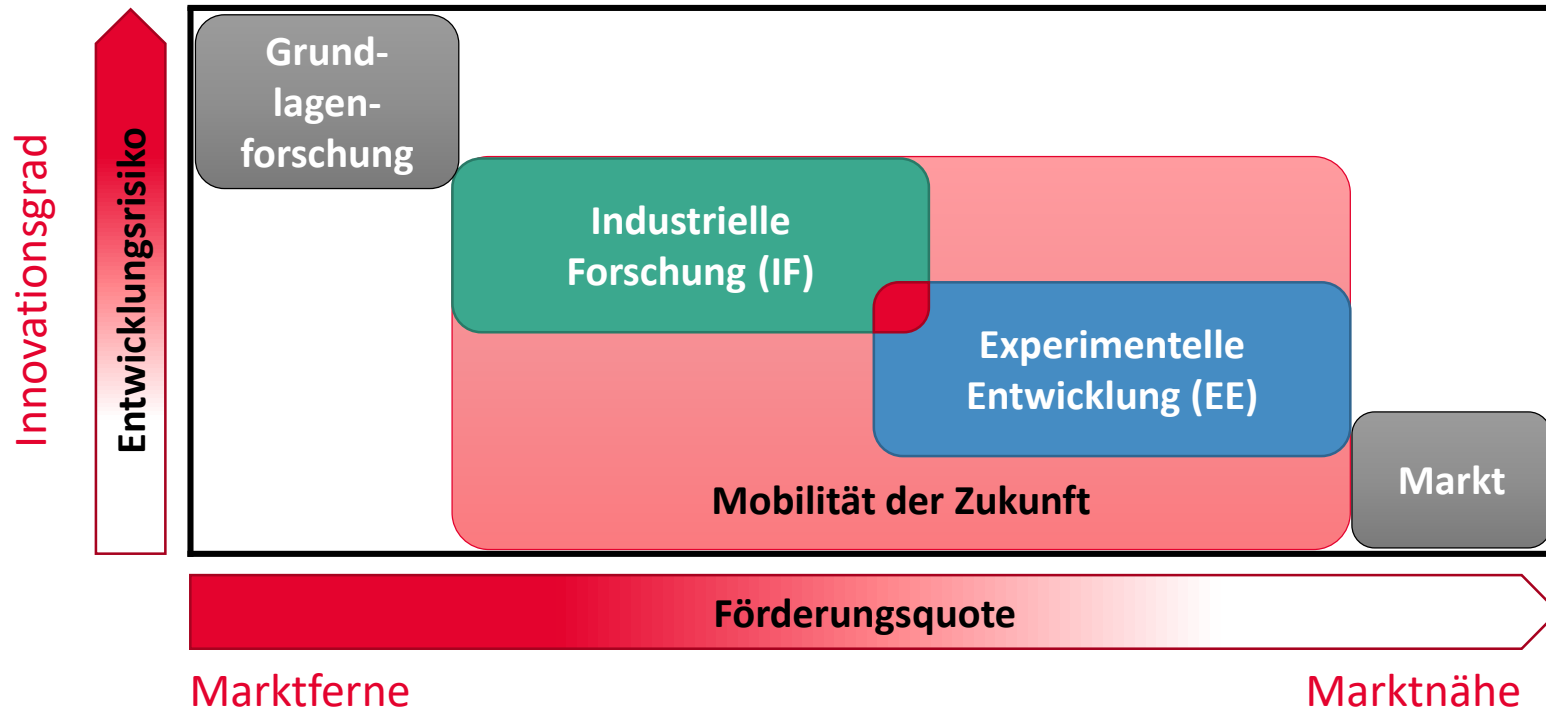 Innovationsgrad
Entwicklungsrisiko
Grund-
lagen-
forschung
Industrielle
Forschung (IF)
Experimentelle
Entwicklung (EE)
Markt
Mobilität der Zukunft
Förderungsquote
Marktferne
Marktnähe